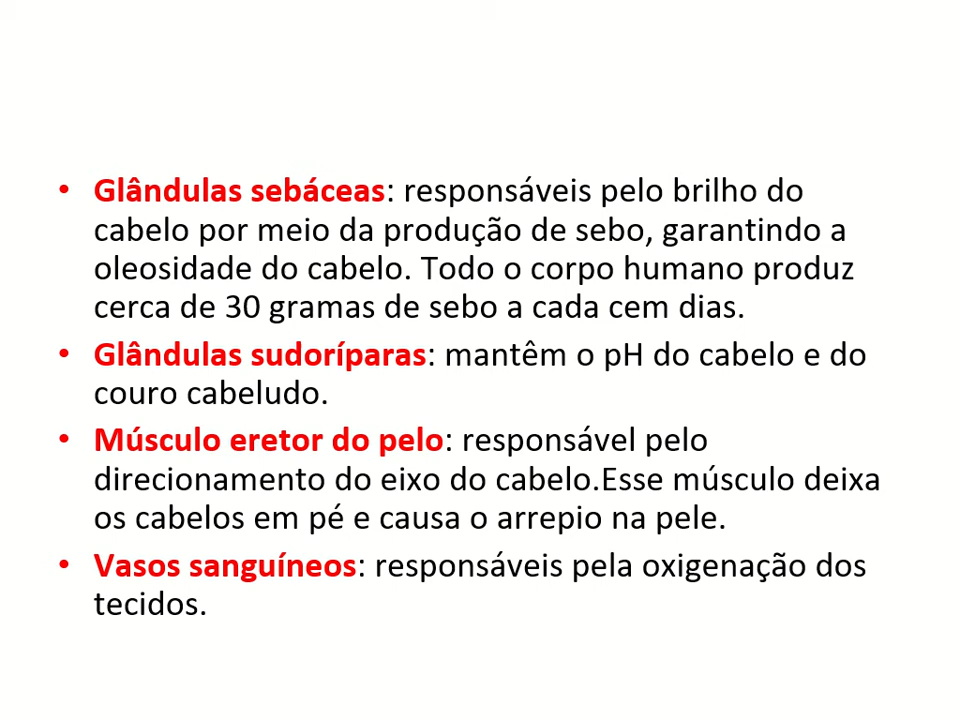 • Glândulas sebáceas: responsáveis pelo brilho do
cabelo por meio da produção de sebo, garantindo a
oleosidade do cabelo. Todo o corpo humano produz
cerca de 30 gramas de sebo a cada cem dias.
• Glândulas sudoríparas: mantêm o pH do cabelo e do
couro cabeludo.
• Músculo eretor do pelo: responsável pelo
direcionamento do eixo do cabelo.Esse músculo deixa
os cabelos em pé e causa o arrepio na pele.
• Vasos sanguíneos: responsáveis pela oxigenação dos
tecidos.